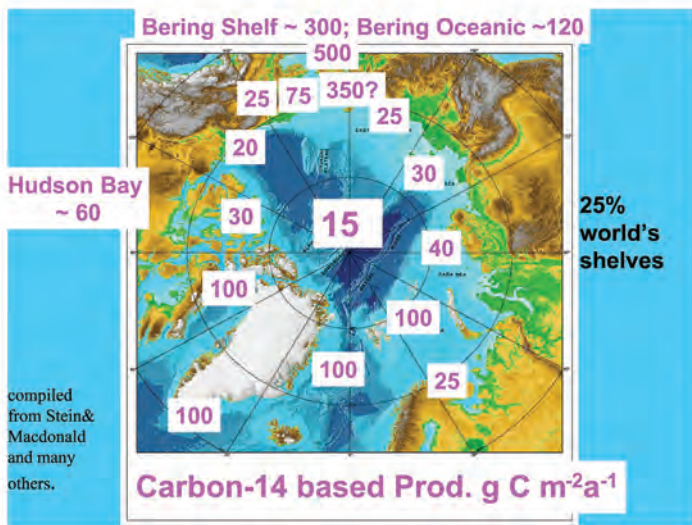 Bering Shelf ~ 300; Bering Oceanic ~120
500
25
75
350?
25
20
30
Hudson Bay
~ 60
30
15
40
25%
world's
shelves
100
100
100
25
100
compiled
from Stein&
Macdonald
and many
others.
Carbon-14 based Prod. g C m-2a-1